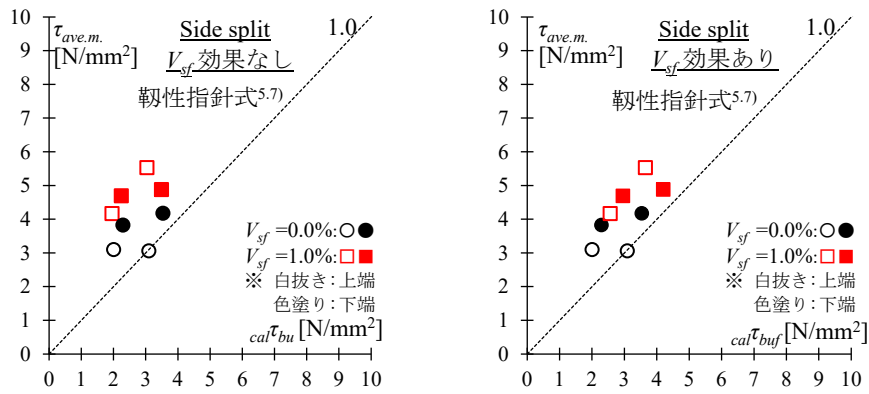 10
9
8
7
6
5
4
3
2
1
0
τave.m.
[N/mm²]
Side split
Vsf 効果なし
靱性指針式5.7)
1.0
Vsf =0.0%:○●
Vsf =1.0%:□■
※ 白抜き：上端
色塗り：下端
calτbu [N/mm²]
0 1 2 3 4 5 6 7 8 9 10
10
9
8
7
6
5
4
3
2
1
0
τave.m.
[N/mm²]
Side split
Vsf 効果あり
靱性指針式5.7)
1.0
Vsf =0.0%:○●
Vsf =1.0%:□■
※ 白抜き：上端
色塗り：下端
calτbuf [N/mm²]
0 1 2 3 4 5 6 7 8 9 10